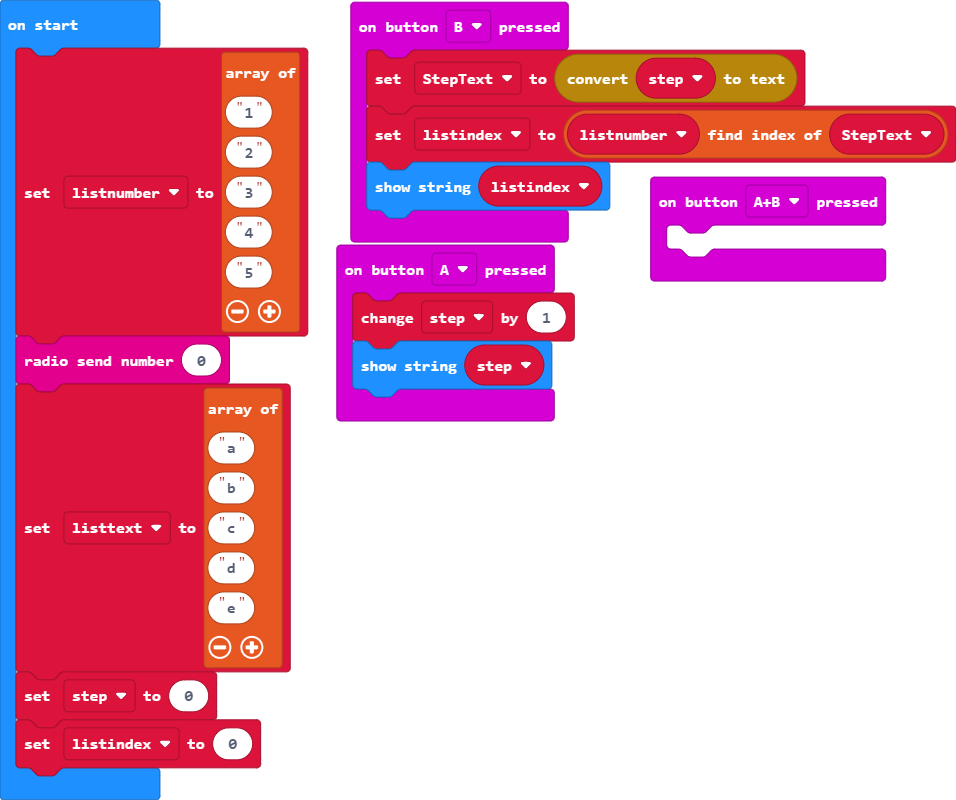 on start
set listnumber to array of
"1"
"2"
"3"
"4"
"5"
radio send number 0
set listtext to array of
"a"
"b"
"c"
"d"
"e"
set step to 0
set listindex to 0
on button B pressed
set StepText to convert step to text
set listindex to listnumber find index of StepText
show string listindex
on button A+B pressed
on button A pressed
change step by 1
show string step